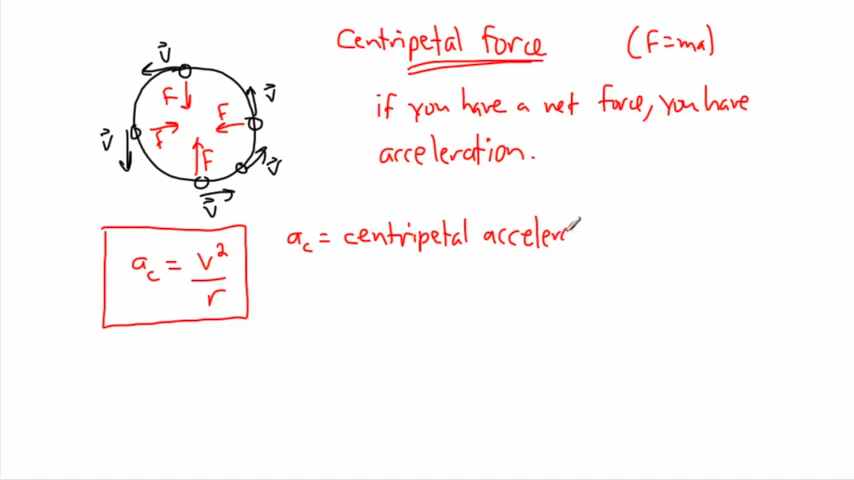 Centripetal force (F=ma)
if you have a net force, you have
acceleration.
v⃗
v⃗
F
F
v⃗
F
F
v⃗
v⃗
a_c = v²/r
a_c = centripetal acceler